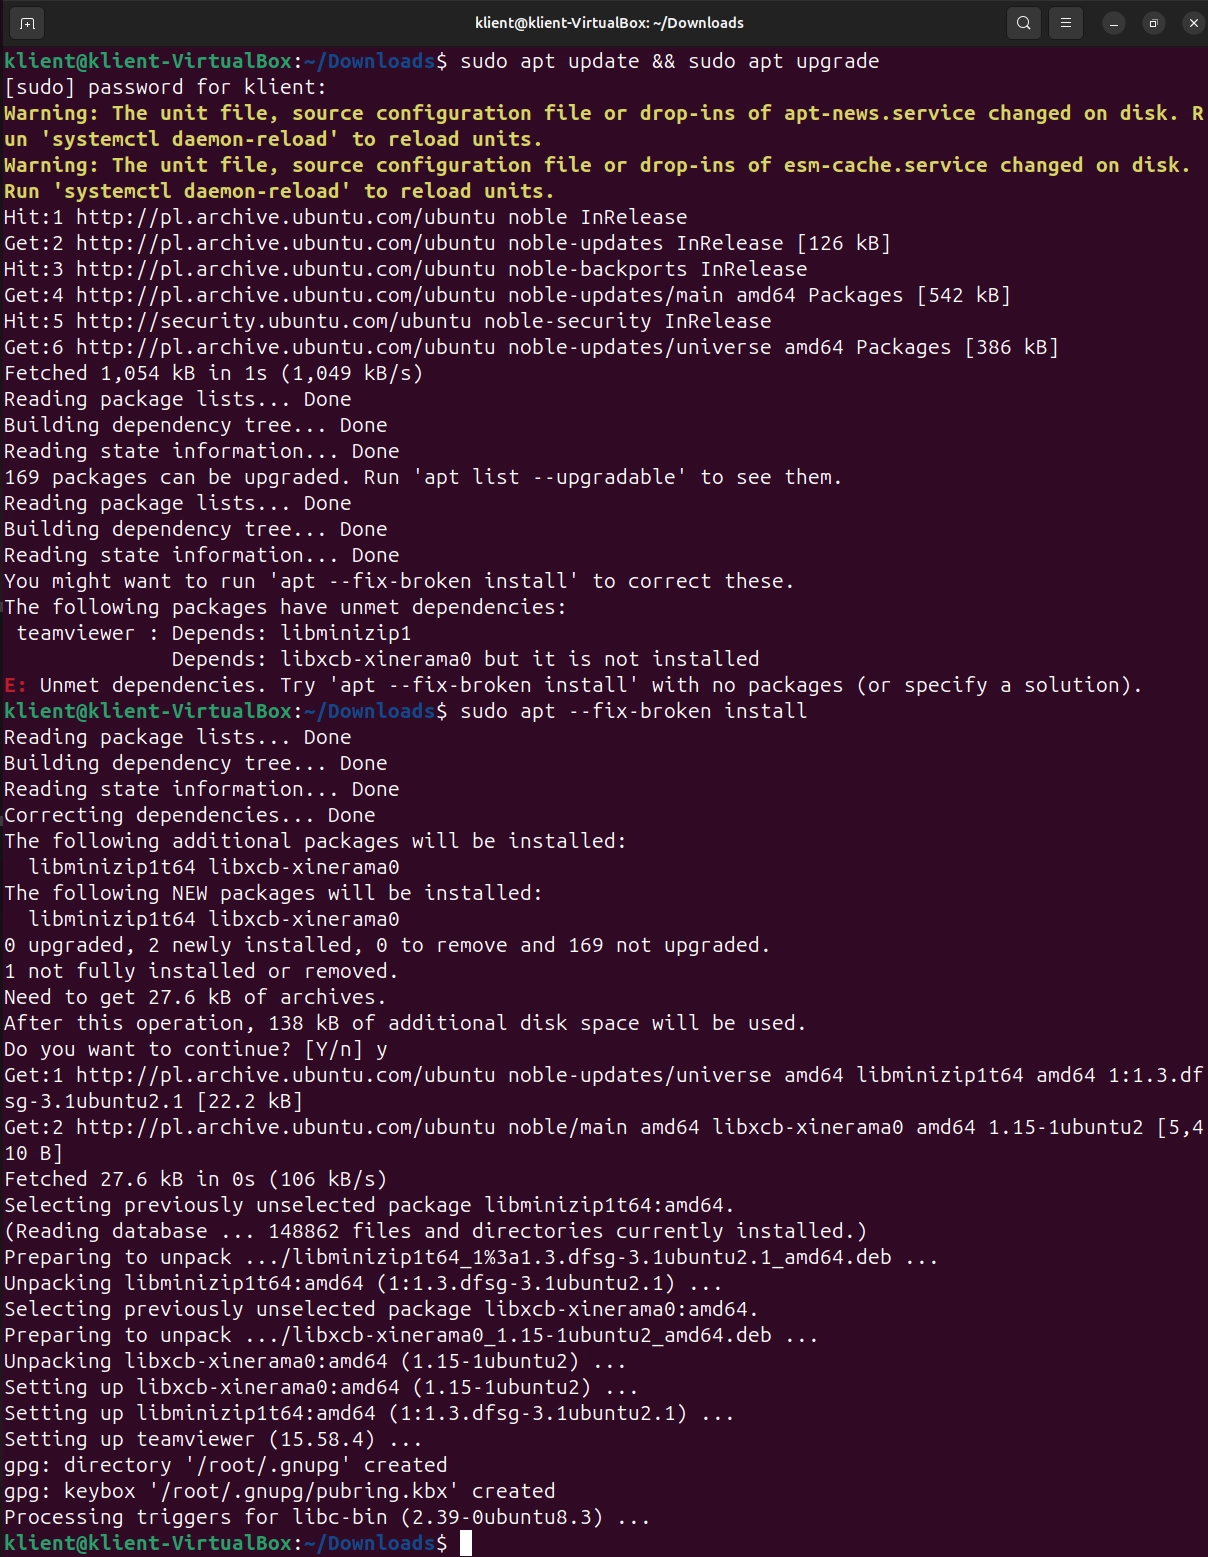 klient@klient-VirtualBox: ~/Downloads
klient@klient-VirtualBox:~/Downloads$ sudo apt update && sudo apt upgrade
[sudo] password for klient:
Warning: The unit file, source configuration file or drop-ins of apt-news.service changed on disk. R
un 'systemctl daemon-reload' to reload units.
Warning: The unit file, source configuration file or drop-ins of esm-cache.service changed on disk.
Run 'systemctl daemon-reload' to reload units.
Hit:1 http://pl.archive.ubuntu.com/ubuntu noble InRelease
Get:2 http://pl.archive.ubuntu.com/ubuntu noble-updates InRelease [126 kB]
Hit:3 http://pl.archive.ubuntu.com/ubuntu noble-backports InRelease
Get:4 http://pl.archive.ubuntu.com/ubuntu noble-updates/main amd64 Packages [542 kB]
Hit:5 http://security.ubuntu.com/ubuntu noble-security InRelease
Get:6 http://pl.archive.ubuntu.com/ubuntu noble-updates/universe amd64 Packages [386 kB]
Fetched 1,054 kB in 1s (1,049 kB/s)
Reading package lists... Done
Building dependency tree... Done
Reading state information... Done
169 packages can be upgraded. Run 'apt list --upgradable' to see them.
Reading package lists... Done
Building dependency tree... Done
Reading state information... Done
You might want to run 'apt --fix-broken install' to correct these.
The following packages have unmet dependencies:
 teamviewer : Depends: libminizip1
              Depends: libxcb-xinerama0 but it is not installed
E: Unmet dependencies. Try 'apt --fix-broken install' with no packages (or specify a solution).
klient@klient-VirtualBox:~/Downloads$ sudo apt --fix-broken install
Reading package lists... Done
Building dependency tree... Done
Reading state information... Done
Correcting dependencies... Done
The following additional packages will be installed:
  libminizip1t64 libxcb-xinerama0
The following NEW packages will be installed:
  libminizip1t64 libxcb-xinerama0
0 upgraded, 2 newly installed, 0 to remove and 169 not upgraded.
1 not fully installed or removed.
Need to get 27.6 kB of archives.
After this operation, 138 kB of additional disk space will be used.
Do you want to continue? [Y/n] y
Get:1 http://pl.archive.ubuntu.com/ubuntu noble-updates/universe amd64 libminizip1t64 amd64 1:1.3.df
sg-3.1ubuntu2.1 [22.2 kB]
Get:2 http://pl.archive.ubuntu.com/ubuntu noble/main amd64 libxcb-xinerama0 amd64 1.15-1ubuntu2 [5,4
10 B]
Fetched 27.6 kB in 0s (106 kB/s)
Selecting previously unselected package libminizip1t64:amd64.
(Reading database ... 148862 files and directories currently installed.)
Preparing to unpack .../libminizip1t64_1%3a1.3.dfsg-3.1ubuntu2.1_amd64.deb ...
Unpacking libminizip1t64:amd64 (1:1.3.dfsg-3.1ubuntu2.1) ...
Selecting previously unselected package libxcb-xinerama0:amd64.
Preparing to unpack .../libxcb-xinerama0_1.15-1ubuntu2_amd64.deb ...
Unpacking libxcb-xinerama0:amd64 (1.15-1ubuntu2) ...
Setting up libxcb-xinerama0:amd64 (1.15-1ubuntu2) ...
Setting up libminizip1t64:amd64 (1:1.3.dfsg-3.1ubuntu2.1) ...
Setting up teamviewer (15.58.4) ...
gpg: directory '/root/.gnupg' created
gpg: keybox '/root/.gnupg/pubring.kbx' created
Processing triggers for libc-bin (2.39-0ubuntu8.3) ...
klient@klient-VirtualBox:~/Downloads$